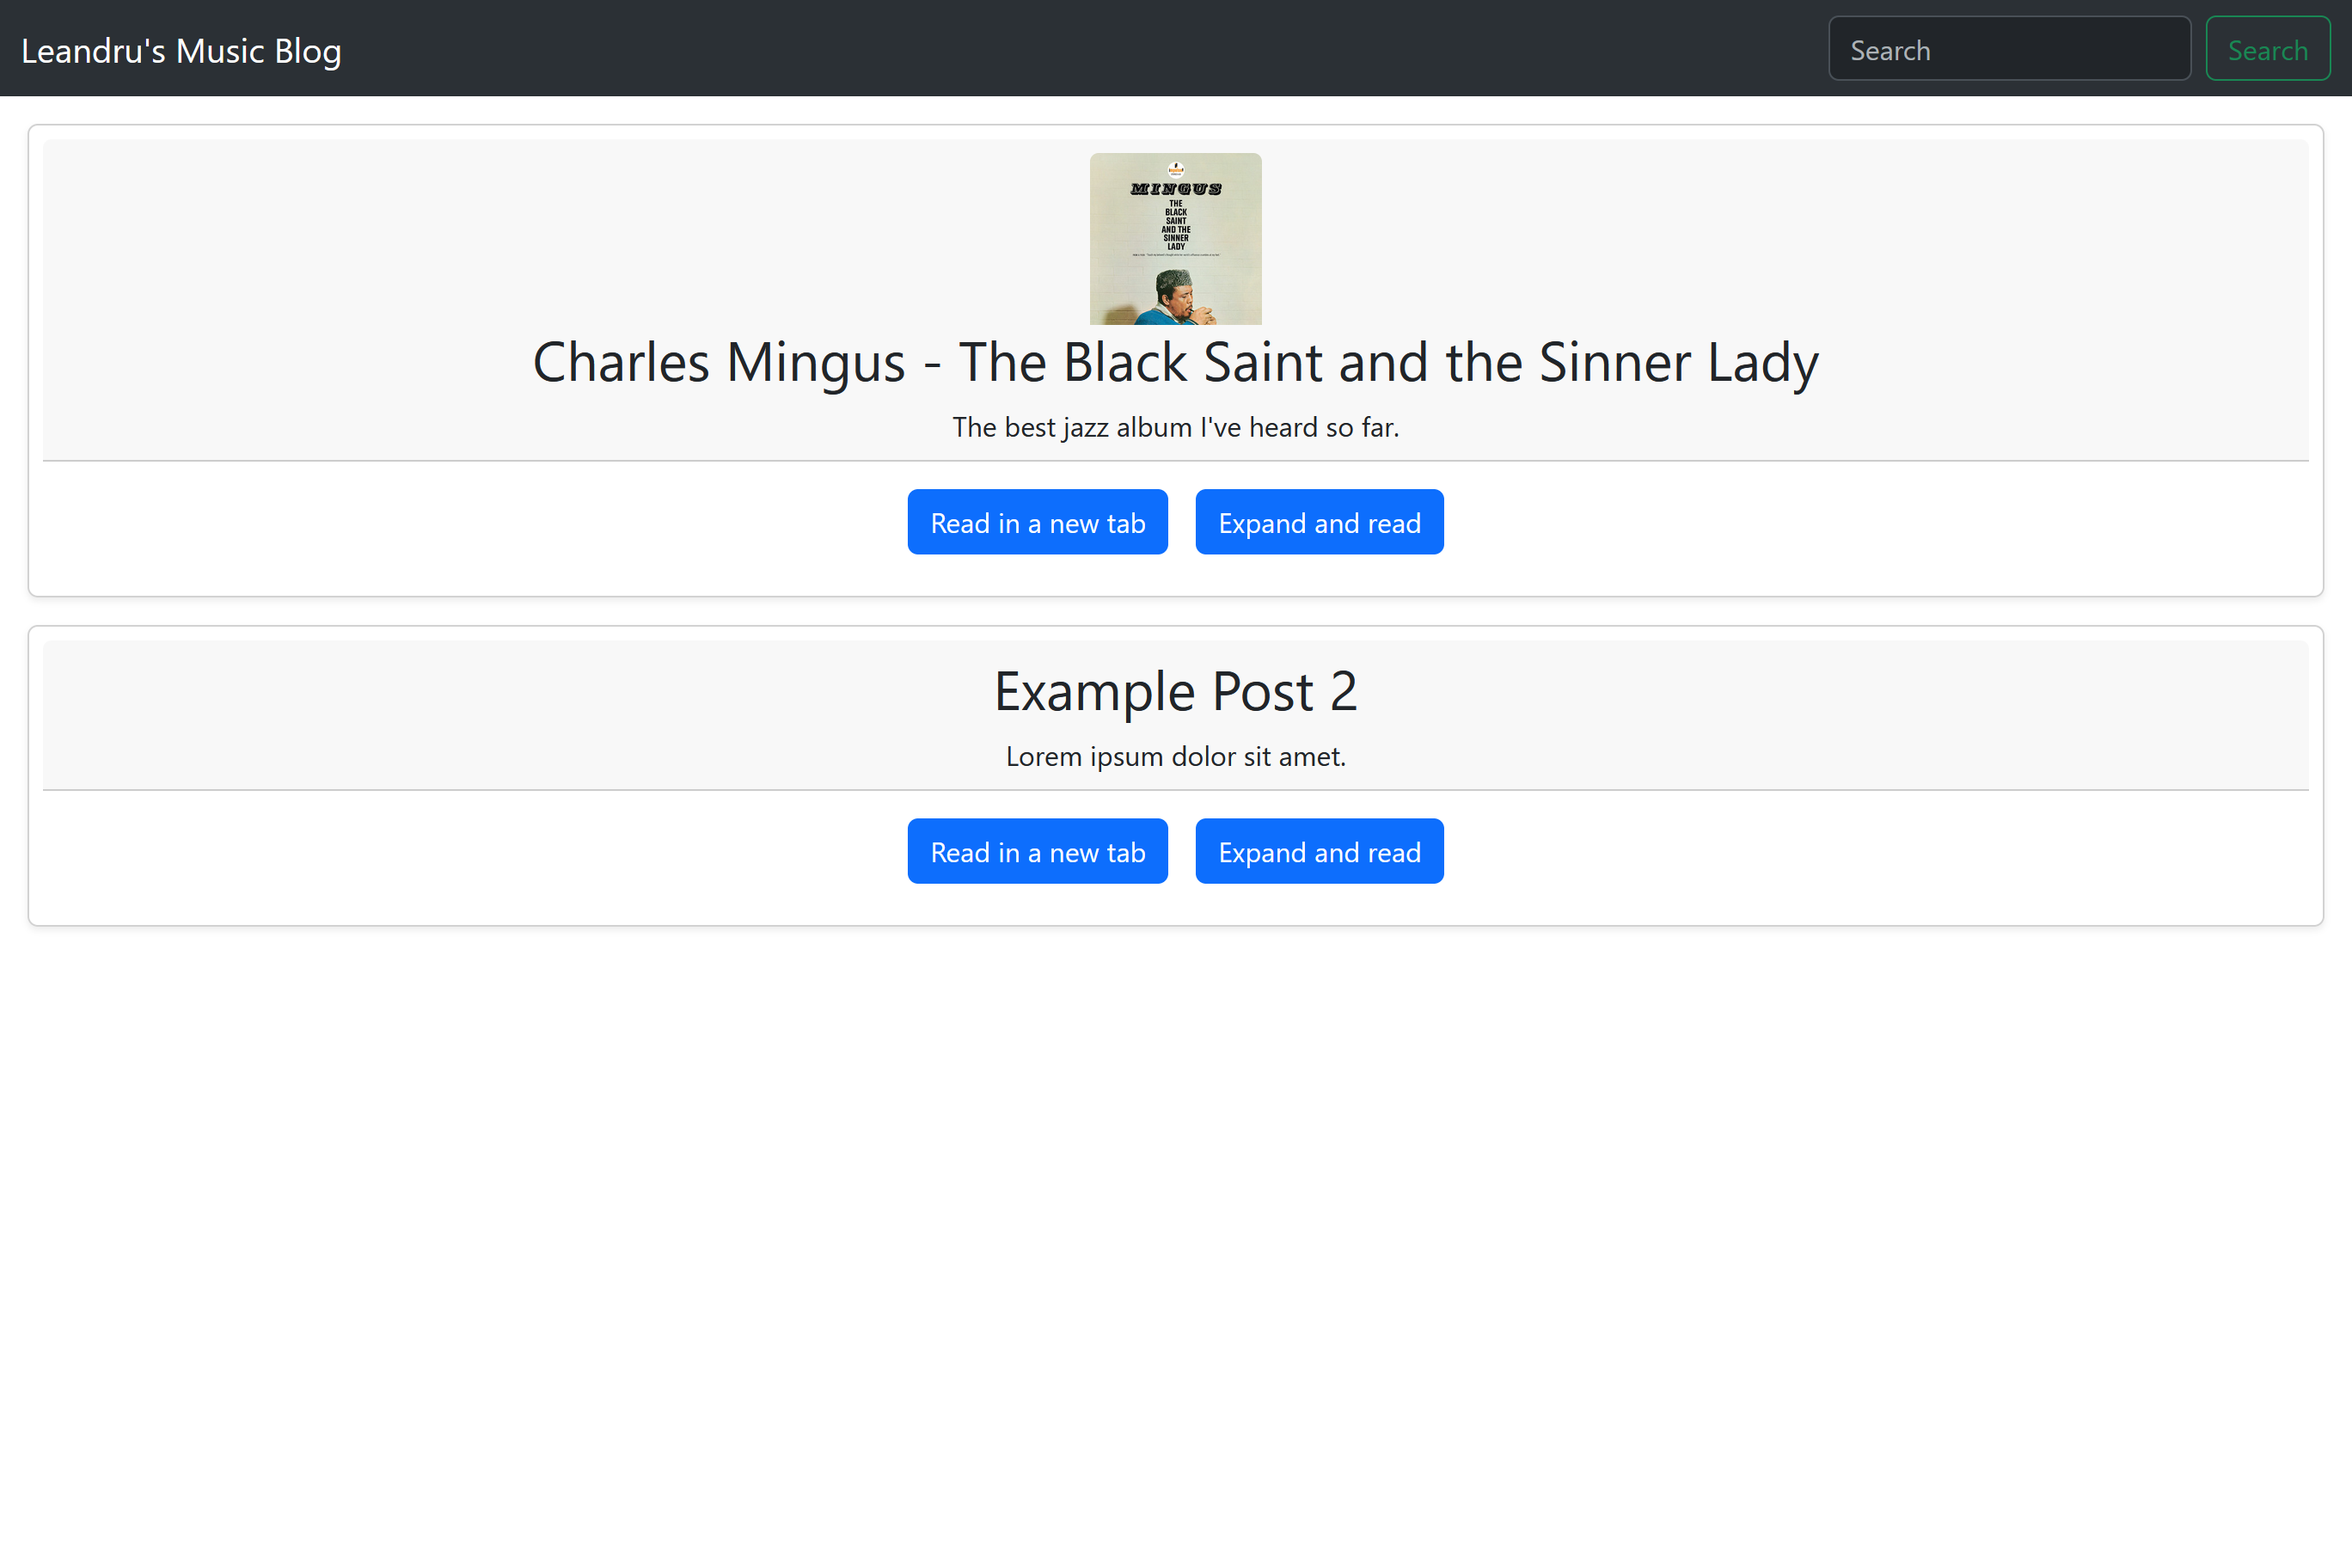 Leandru's Music Blog
Search
Search
MINGUS
THE
BLACK
SAINT
AND THE
SINNER
LADY
Charles Mingus - The Black Saint and the Sinner Lady
The best jazz album I've heard so far.
Read in a new tab
Expand and read
Example Post 2
Lorem ipsum dolor sit amet.
Read in a new tab
Expand and read